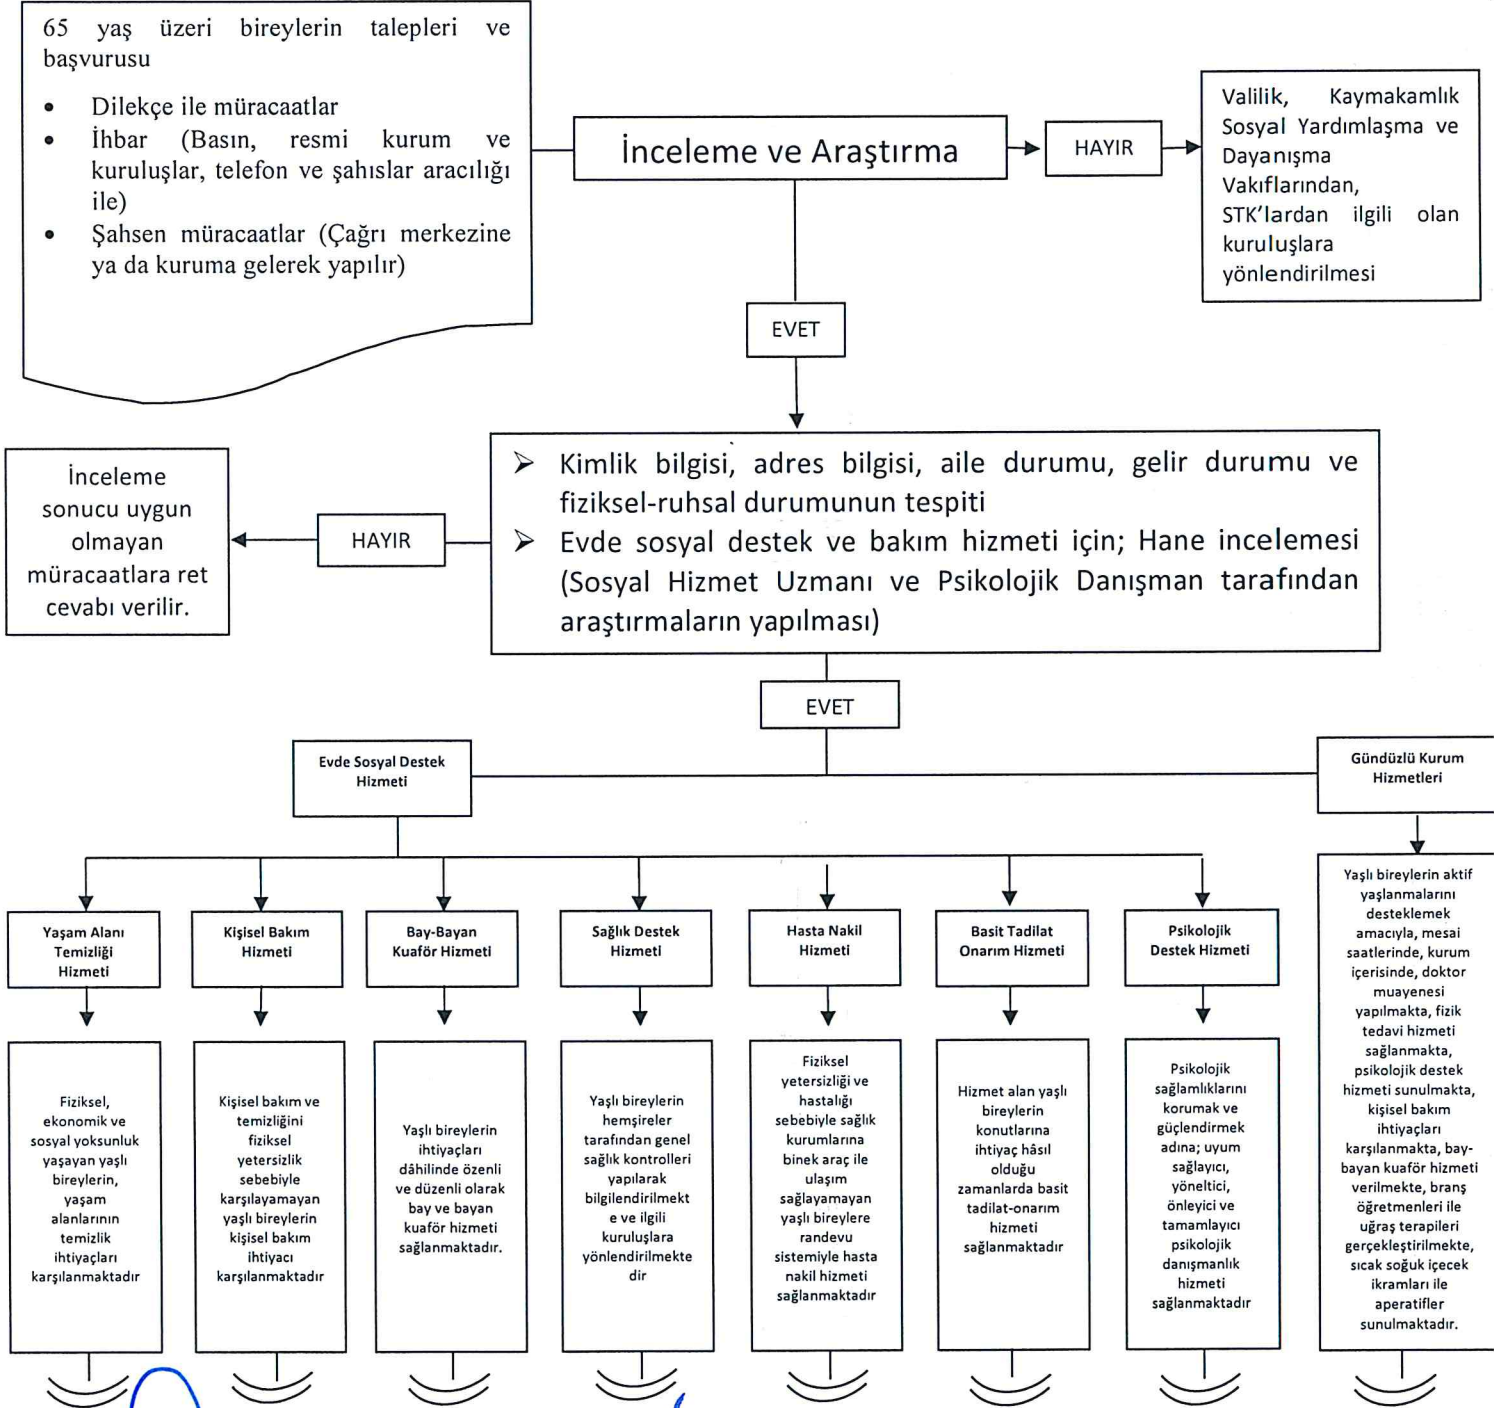 65 yaş üzeri bireylerin talepleri ve
başvurusu
• Dilekçe ile müracaatlar
• İhbar (Basın, resmi kurum ve
kuruluşlar, telefon ve şahıslar aracılığı
ile)
• Şahsen müracaatlar (Çağrı merkezine
ya da kuruma gelerek yapılır)
İnceleme ve Araştırma
HAYIR
Valilik, Kaymakamlık
Sosyal Yardımlaşma ve
Dayanışma
Vakıflarından,
STK'lardan ilgili olan
kuruluşlara
yönlendirilmesi
EVET
İnceleme
sonucu uygun
olmayan
müracaatlara ret
cevabı verilir.
HAYIR
➢ Kimlik bilgisi, adres bilgisi, aile durumu, gelir durumu ve
fiziksel-ruhsal durumunun tespiti
➢ Evde sosyal destek ve bakım hizmeti için; Hane incelemesi
(Sosyal Hizmet Uzmanı ve Psikolojik Danışman tarafından
araştırmaların yapılması)
EVET
Evde Sosyal Destek
Hizmeti
Gündüzlü Kurum
Hizmetleri
Yaşam Alanı
Temizliği
Hizmeti
Kişisel Bakım
Hizmeti
Bay-Bayan
Kuaför Hizmeti
Sağlık Destek
Hizmeti
Hasta Nakil
Hizmeti
Basit Tadilat
Onarım Hizmeti
Psikolojik
Destek Hizmeti
Fiziksel,
ekonomik ve
sosyal yoksunluk
yaşayan yaşlı
bireylerin,
yaşam
alanlarının
temizlik
ihtiyaçları
karşılanmaktadır
Kişisel bakım ve
temizliğini
fiziksel
yetersizlik
sebebiyle
karşılayamayan
yaşlı bireylerin
kişisel bakım
ihtiyacı
karşılanmaktadır
Yaşlı bireylerin
ihtiyaçları
dâhilinde özenli
ve düzenli olarak
bay ve bayan
kuaför hizmeti
sağlanmaktadır.
Yaşlı bireylerin
hemşireler
tarafından genel
sağlık kontrolleri
yapılarak
bilgilendirilmekt
e ve ilgili
kuruluşlara
yönlendirilmekte
dir
Fiziksel
yetersizliği ve
hastalığı
sebebiyle sağlık
kurumlarına
binek araç ile
ulaşım
sağlayamayan
yaşlı bireylere
randevu
sistemiyle hasta
nakil hizmeti
sağlanmaktadır
Hizmet alan yaşlı
bireylerin
konutlarına
ihtiyaç hâsıl
olduğu
zamanlarda basit
tadilat-onarım
hizmeti
sağlanmaktadır
Psikolojik
sağlamlıklarını
korumak ve
güçlendirmek
adına; uyum
sağlayıcı,
yöneltici,
önleyici ve
tamamlayıcı
psikolojik
danışmanlık
hizmeti
sağlanmaktadır
Yaşlı bireylerin aktif
yaşlanmalarını
desteklemek
amacıyla, mesai
saatlerinde, kurum
içerisinde, doktor
muayenesi
yapılmakta, fizik
tedavi hizmeti
sağlanmakta,
psikolojik destek
hizmeti sunulmakta,
kişisel bakım
ihtiyaçları
karşılanmakta, bay-
bayan kuaför hizmeti
verilmekte, branş
öğretmenleri ile
uğraş terapileri
gerçekleştirilmekte,
sıcak soğuk içecek
ikramları ile
aperatifler
sunulmaktadır.